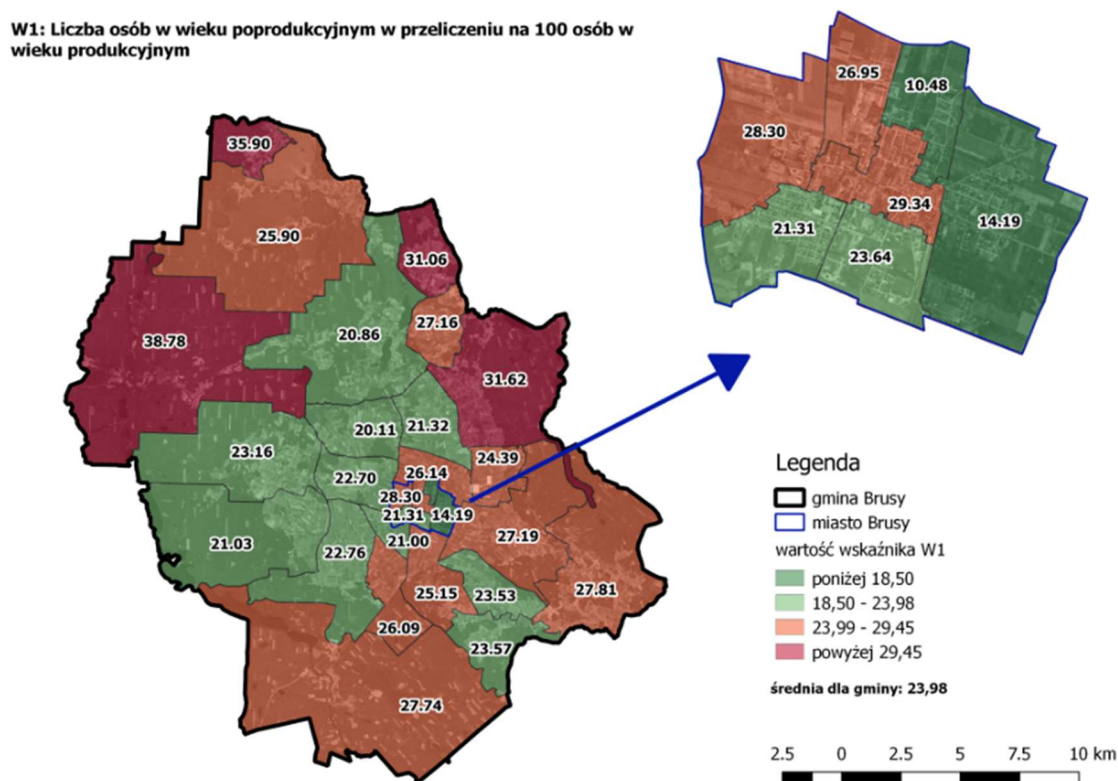 W1: Liczba osób w wieku poprodukcyjnym w przeliczeniu na 100 osób w
wieku produkcyjnym
26.95
10.48
28.30
29.34
14.19
21.31
23.64
35.90
25.90
31.06
27.16
20.86
38.78
31.62
20.11
21.32
23.16
24.39
26.14
22.70
28.30
21.31 14.19
27.19
21.03
22.76
21.00
25.15
23.53
27.81
26.09
23.57
27.74
Legenda
gmina Brusy
miasto Brusy
wartość wskaźnika W1
poniżej 18,50
18,50 - 23,98
23,99 - 29,45
powyżej 29,45
średnia dla gminy: 23,98
2.5 0 2.5 5 7.5 10 km